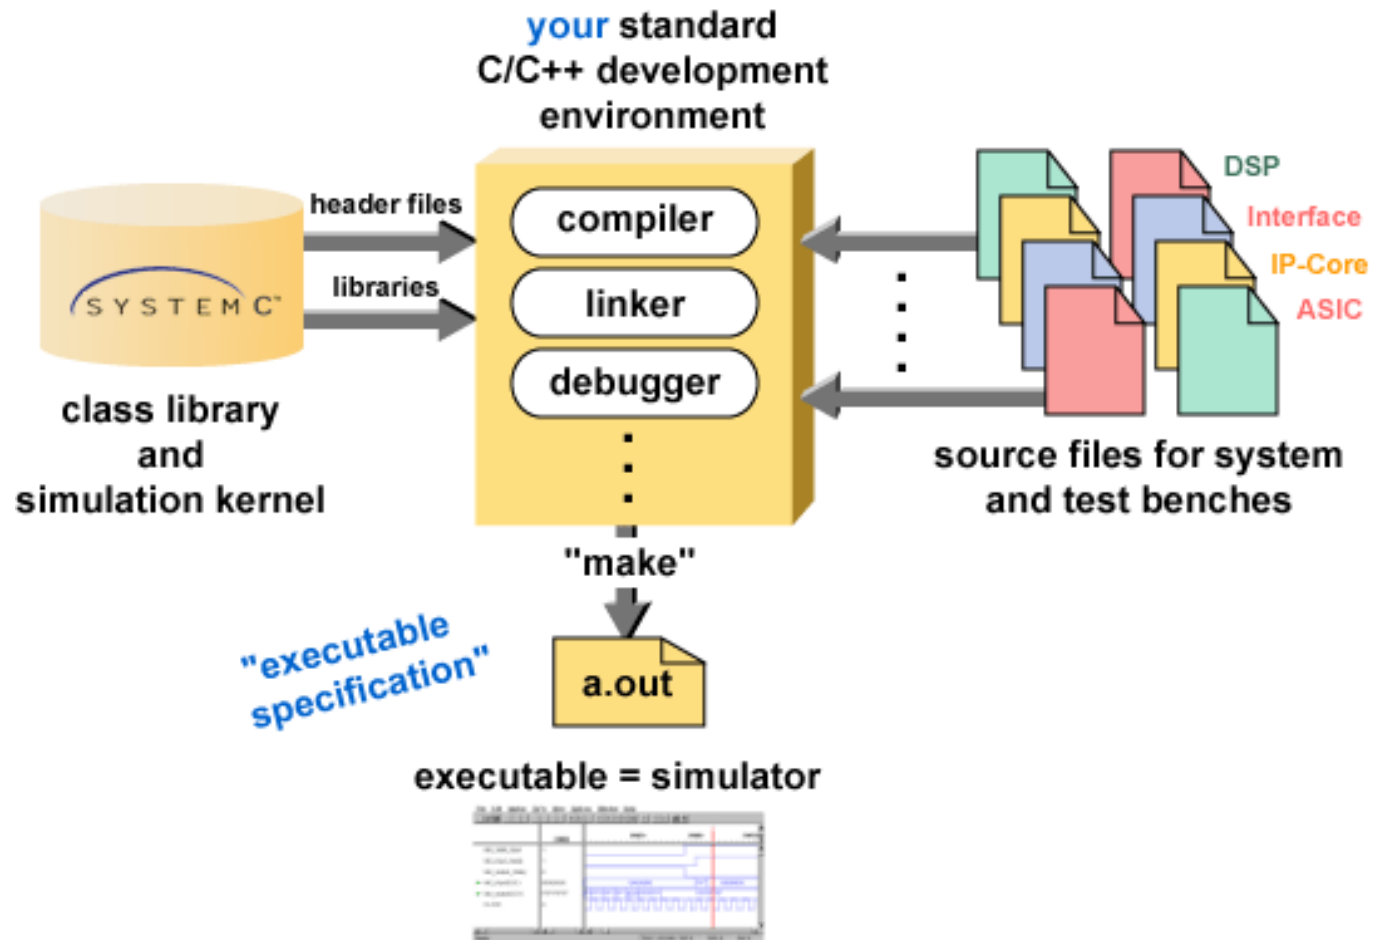 your standard
C/C++ development
environment
header files
libraries
SYSTEMC™
class library
and
simulation kernel
compiler
linker
debugger
DSP
Interface
IP-Core
ASIC
source files for system
and test benches
"make"
"executable
specification"
a.out
executable = simulator